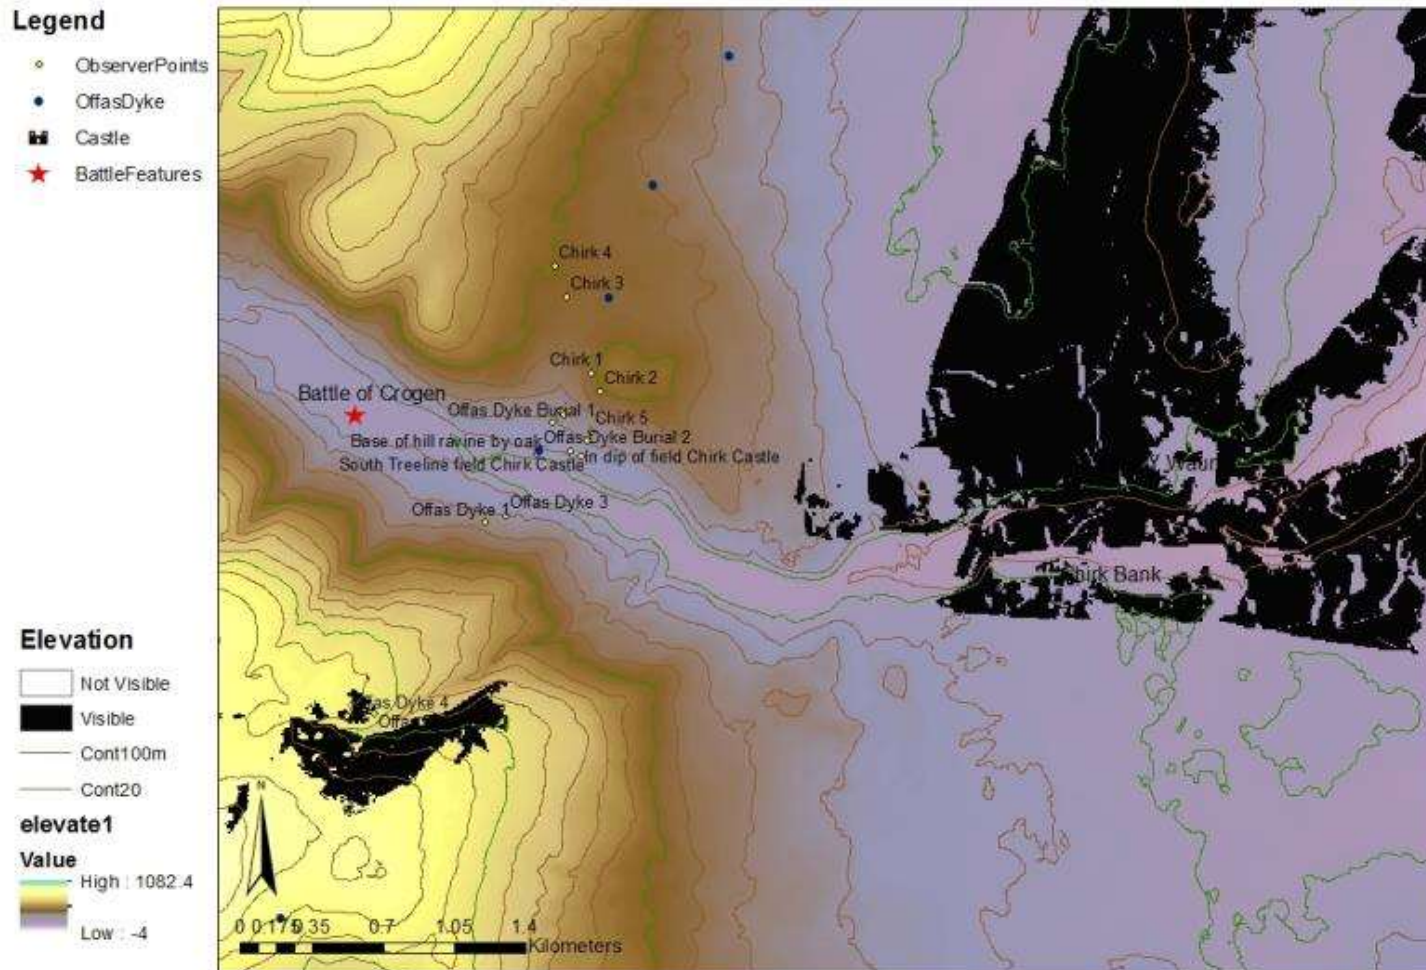 Legend
ObserverPoints
OffasDyke
Castle
BattleFeatures
Elevation
Not Visible
Visible
Cont100m
Cont20
elevate1
Value
High : 1082.4
Low : -4
Chirk 4
Chirk 3
Chirk 1
Chirk 2
Battle of Crogen
Offas Dyke Burial 1
Chirk 5
Base of hill ravine by oak
Offas Dyke Burial 2
South Treeline field Chirk Castle
In dip of field Chirk Castle
Offas Dyke 1
Offas Dyke 3
Y Waun
Chirk Bank
Offas Dyke 4
N
0 0.175 0.35 0.7 1.05 1.4
Kilometers